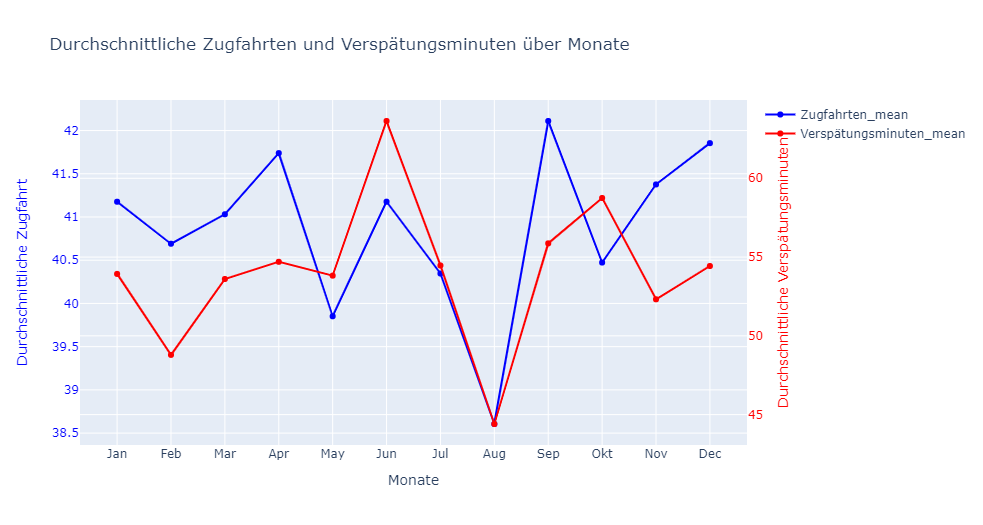 Durchschnittliche Zugfahrten und Verspätungsminuten über Monate
Zugfahrten_mean
Verspätungsminuten_mean
Durchschnittliche Zugfahrt
42
41.5
41
40.5
40
39.5
39
38.5
60
55
50
45
Durchschnittliche Verspätungsminuten
Jan Feb Mar Apr May Jun Jul Aug Sep Okt Nov Dec
Monate